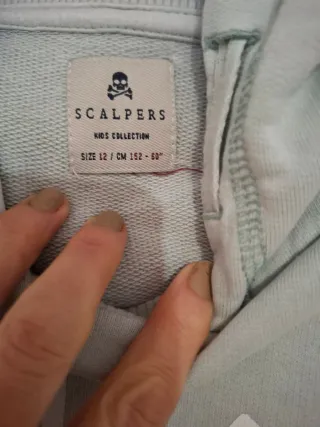 SCALPERS
KIDS COLLECTION
SIZE 12 / CM 152 - 60"